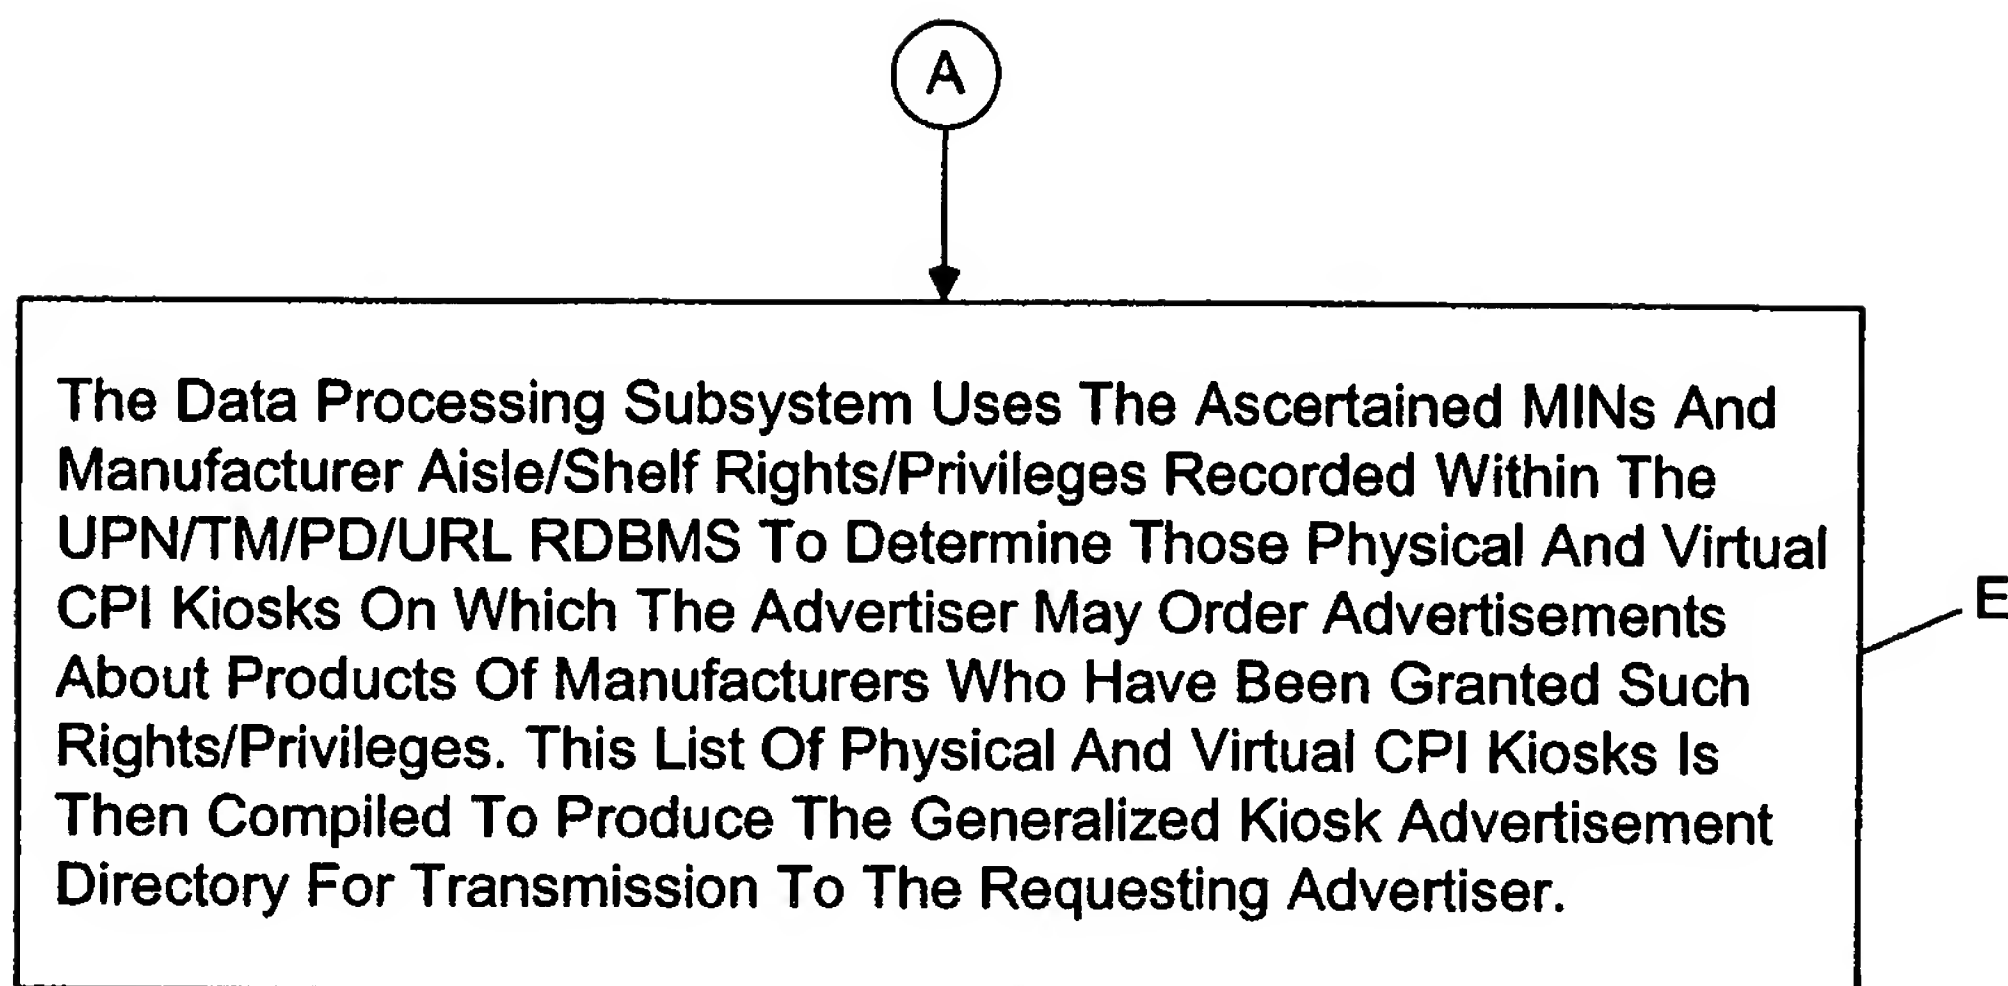 A
The Data Processing Subsystem Uses The Ascertained MINs And
Manufacturer Aisle/Shelf Rights/Privileges Recorded Within The
UPN/TM/PD/URL RDBMS To Determine Those Physical And Virtual
CPI Kiosks On Which The Advertiser May Order Advertisements
About Products Of Manufacturers Who Have Been Granted Such
Rights/Privileges. This List Of Physical And Virtual CPI Kiosks Is
Then Compiled To Produce The Generalized Kiosk Advertisement
Directory For Transmission To The Requesting Advertiser.
E